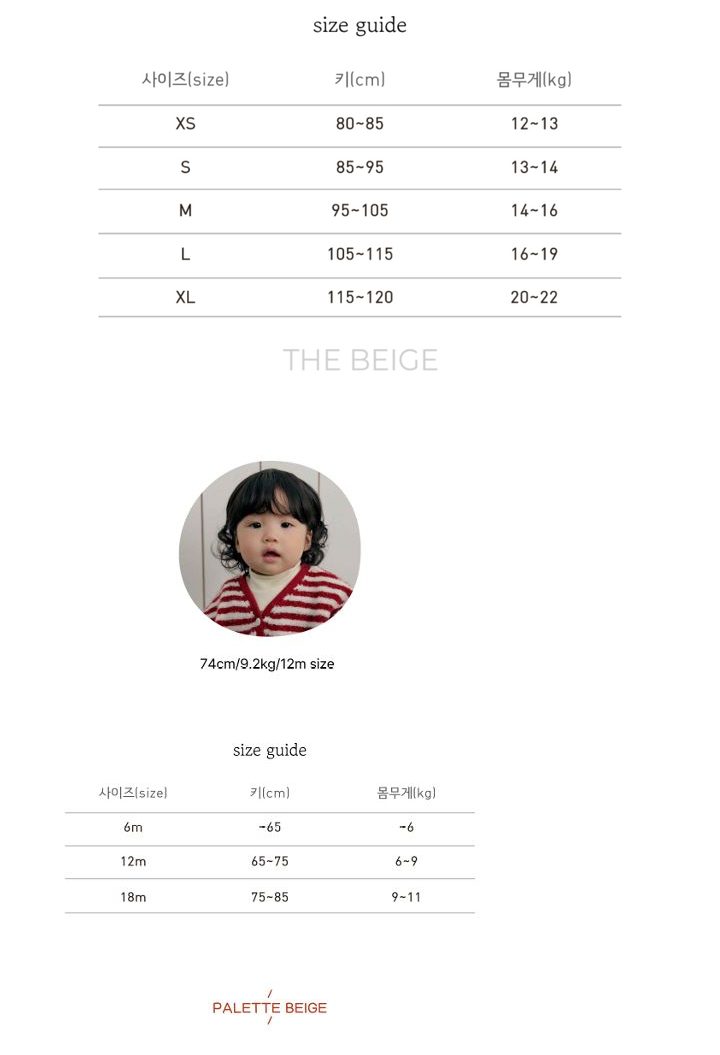 size guide
사이즈(size) 키(cm) 몸무게(kg)
XS 80~85 12~13
S 85~95 13~14
M 95~105 14~16
L 105~115 16~19
XL 115~120 20~22
THE BEIGE
74cm/9.2kg/12m size
size guide
사이즈(size) 키(cm) 몸무게(kg)
6m ~65 ~6
12m 65~75 6~9
18m 75~85 9~11
PALETTE BEIGE